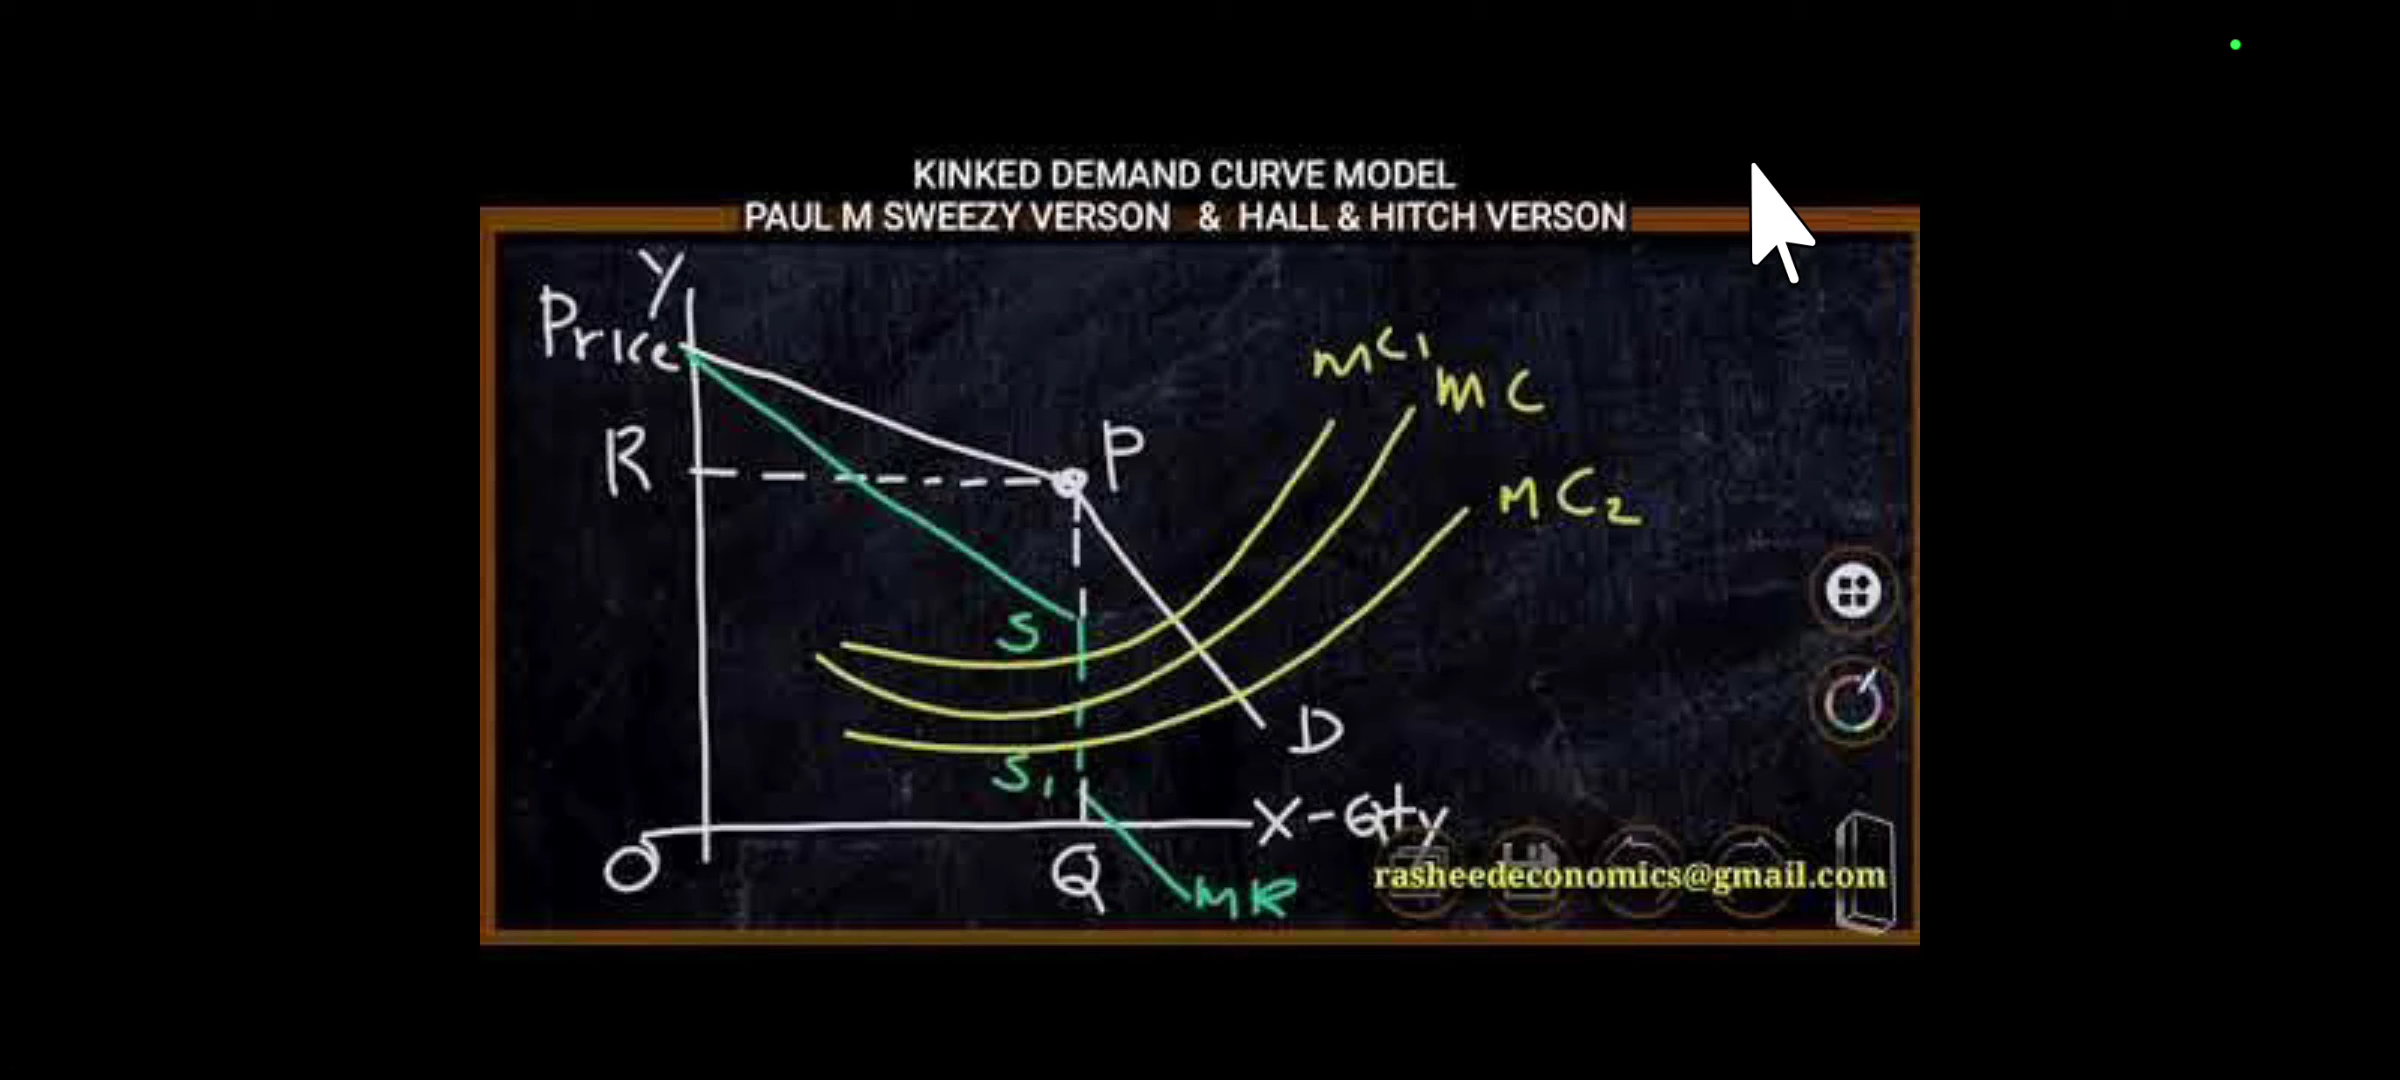 KINKED DEMAND CURVE MODEL
PAUL M SWEEZY VERSON & HALL & HITCH VERSON
Y
Price
MC1
MC
R
P
MC2
S
D
S1
X-Qty
O
Q
MR
rasheedeconomics@gmail.com